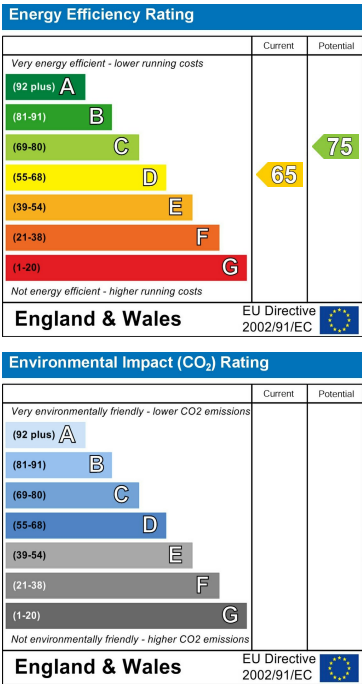 Energy Efficiency Rating
Current Potential
Very energy efficient - lower running costs
(92 plus) A
(81-91) B
(69-80) C
(55-68) D
(39-54) E
(21-38) F
(1-20) G
65
75
Not energy efficient - higher running costs
England & Wales
EU Directive
2002/91/EC
Environmental Impact (CO₂) Rating
Current Potential
Very environmentally friendly - lower CO2 emissions
(92 plus) A
(81-91) B
(69-80) C
(55-68) D
(39-54) E
(21-38) F
(1-20) G
Not environmentally friendly - higher CO2 emissions
England & Wales
EU Directive
2002/91/EC